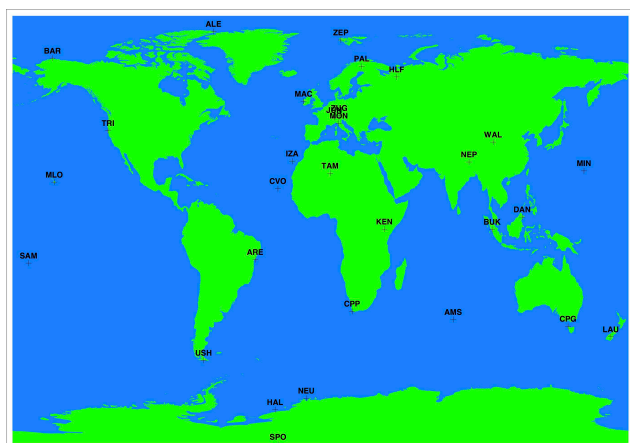 ALE
ZEP
BAR
PAL
HLF
MAC
ZUG
MON
TRI
WAL
IZA
NEP
TAM
MIN
MLO
CVO
DAN
KEN
BUK
ARE
SAM
CPP
AMS
CPG
LAU
USH
NEU
HAL
SPO